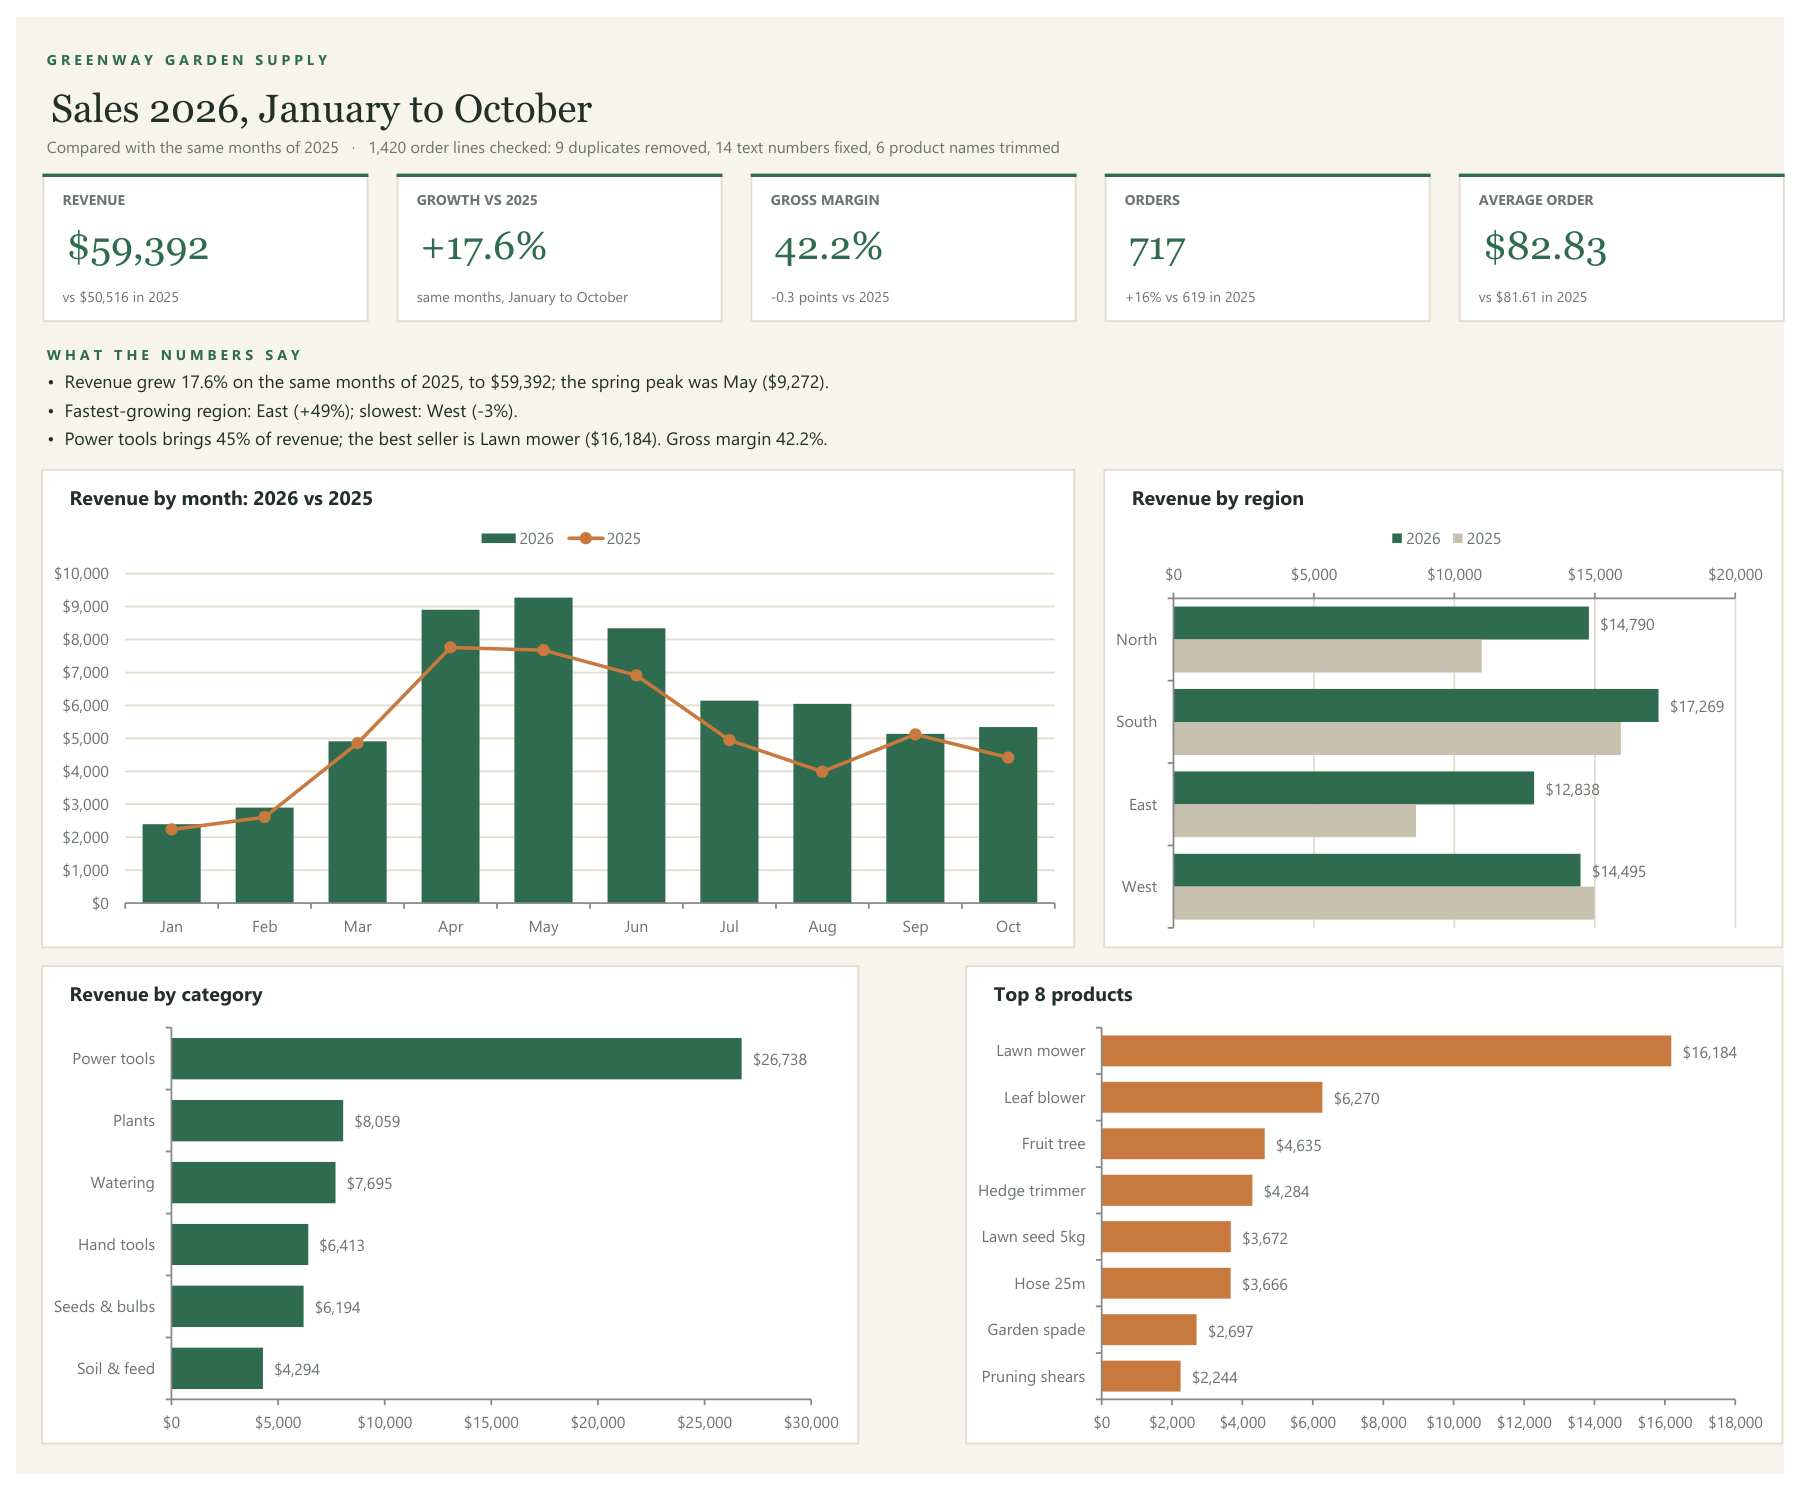 GREENWAY GARDEN SUPPLY
Sales 2026, January to October
Compared with the same months of 2025 · 1,420 order lines checked: 9 duplicates removed, 14 text numbers fixed, 6 product names trimmed
REVENUE
$59,392
vs $50,516 in 2025
GROWTH VS 2025
+17.6%
same months, January to October
GROSS MARGIN
42.2%
-0.3 points vs 2025
ORDERS
717
+16% vs 619 in 2025
AVERAGE ORDER
$82.83
vs $81.61 in 2025
WHAT THE NUMBERS SAY
• Revenue grew 17.6% on the same months of 2025, to $59,392; the spring peak was May ($9,272).
• Fastest-growing region: East (+49%); slowest: West (-3%).
• Power tools brings 45% of revenue; the best seller is Lawn mower ($16,184). Gross margin 42.2%.
Revenue by month: 2026 vs 2025
2026 2025
$10,000
$9,000
$8,000
$7,000
$6,000
$5,000
$4,000
$3,000
$2,000
$1,000
$0
Jan Feb Mar Apr May Jun Jul Aug Sep Oct
Revenue by region
2026 2025
$0 $5,000 $10,000 $15,000 $20,000
North $14,790
South $17,269
East $12,838
West $14,495
Revenue by category
Power tools $26,738
Plants $8,059
Watering $7,695
Hand tools $6,413
Seeds & bulbs $6,194
Soil & feed $4,294
$0 $5,000 $10,000 $15,000 $20,000 $25,000 $30,000
Top 8 products
Lawn mower $16,184
Leaf blower $6,270
Fruit tree $4,635
Hedge trimmer $4,284
Lawn seed 5kg $3,672
Hose 25m $3,666
Garden spade $2,697
Pruning shears $2,244
$0 $2,000 $4,000 $6,000 $8,000 $10,000 $12,000 $14,000 $16,000 $18,000